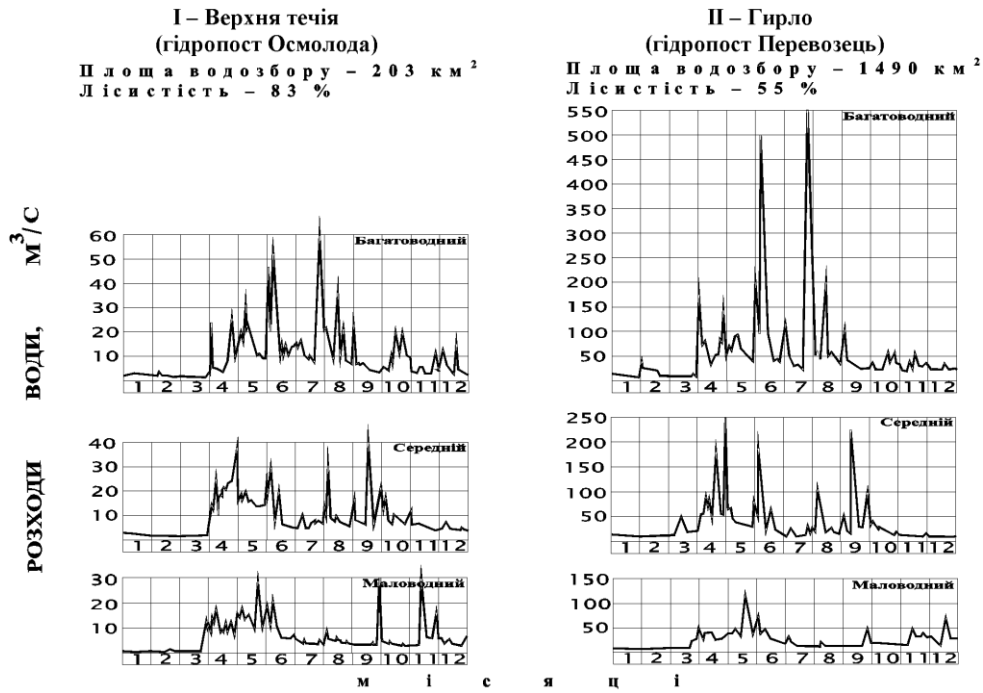 I – Верхня течія
(гідропост Осмолода)
Площа водозбору – 203 км²
Лісистість – 83 %
II – Гирло
(гідропост Перевозець)
Площа водозбору – 1490 км²
Лісистість – 55 %
РОЗХОДИ ВОДИ, М³/С
Багатоводний
60
50
40
30
20
10
1 2 3 4 5 6 7 8 9 10 11 12
Багатоводний
550
500
450
400
350
300
250
200
150
100
50
1 2 3 4 5 6 7 8 9 10 11 12
Середній
40
30
20
10
1 2 3 4 5 6 7 8 9 10 11 12
Середній
250
200
150
100
50
1 2 3 4 5 6 7 8 9 10 11 12
Маловодний
30
20
10
1 2 3 4 5 6 7 8 9 10 11 12
Маловодний
150
100
50
1 2 3 4 5 6 7 8 9 10 11 12
місяці